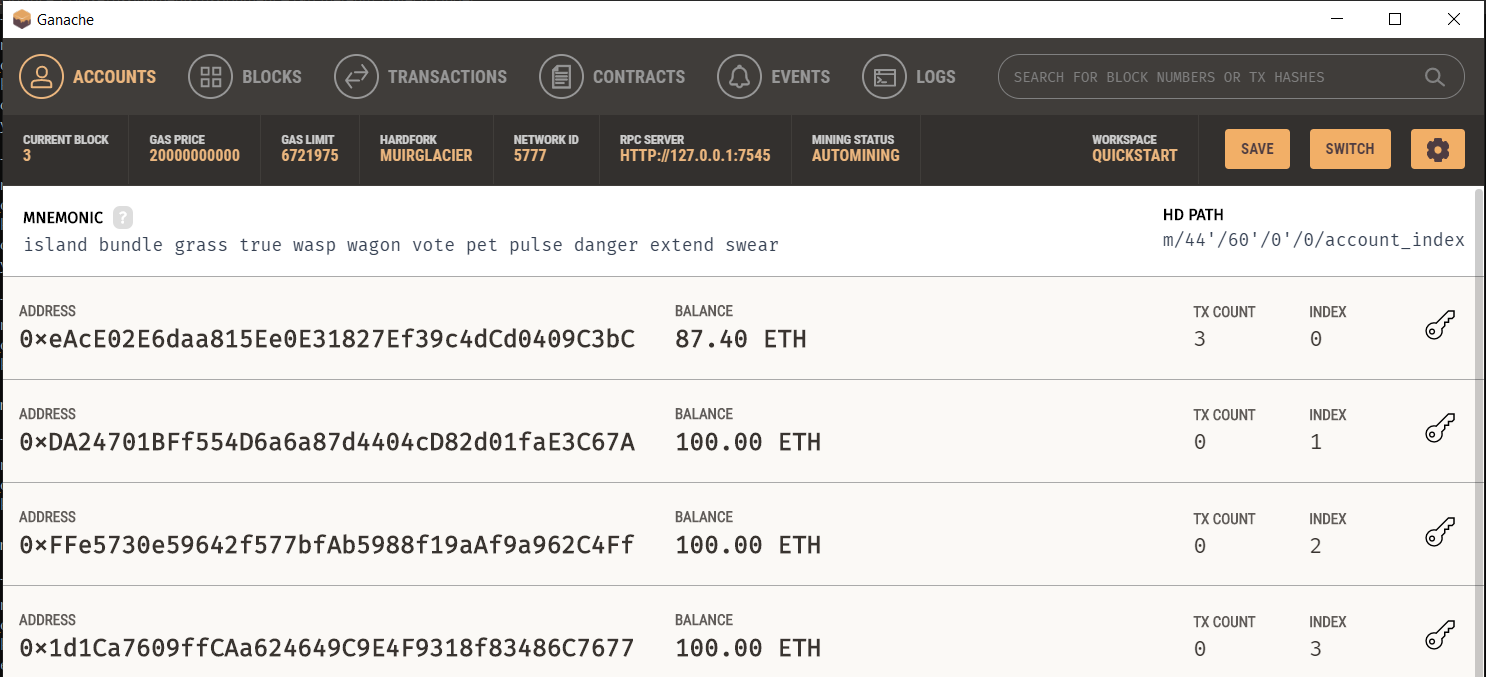 Ganache
ACCOUNTS BLOCKS TRANSACTIONS CONTRACTS EVENTS LOGS SEARCH FOR BLOCK NUMBERS OR TX HASHES
CURRENT BLOCK GAS PRICE GAS LIMIT HARDFORK NETWORK ID RPC SERVER MINING STATUS WORKSPACE
3 20000000000 6721975 MUIRGLACIER 5777 HTTP://127.0.0.1:7545 AUTOMINING QUICKSTART SAVE SWITCH
MNEMONIC ? HD PATH
island bundle grass true wasp wagon vote pet pulse danger extend swear m/44'/60'/0'/0/account_index
ADDRESS BALANCE TX COUNT INDEX
0×eAcE02E6daa815Ee0E31827Ef39c4dCd0409C3bC 87.40 ETH 3 0
ADDRESS BALANCE TX COUNT INDEX
0×DA24701BFf554D6a6a87d4404cD82d01faE3C67A 100.00 ETH 0 1
ADDRESS BALANCE TX COUNT INDEX
0×FFe5730e59642f577bfAb5988f19aAf9a962C4Ff 100.00 ETH 0 2
ADDRESS BALANCE TX COUNT INDEX
0×1d1Ca7609ffCAa624649C9E4F9318f83486C7677 100.00 ETH 0 3